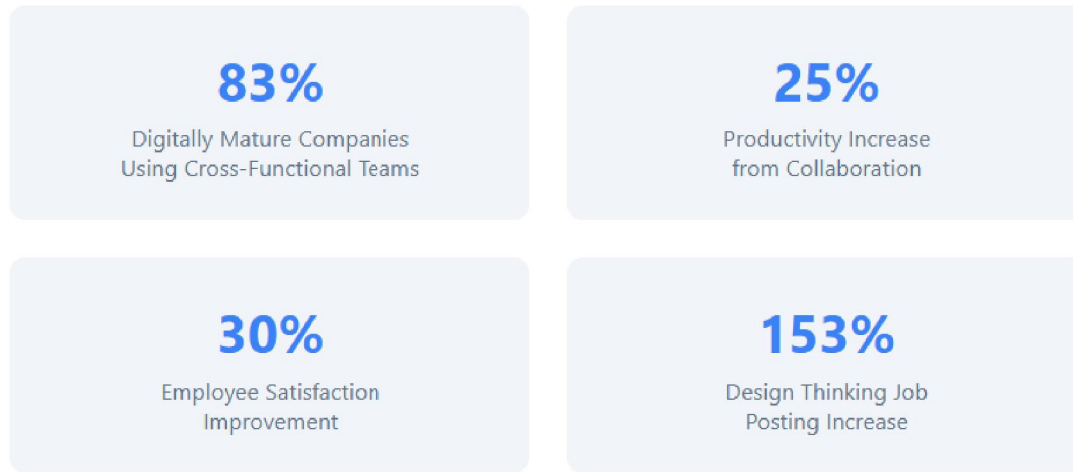 83%
Digitally Mature Companies
Using Cross-Functional Teams
25%
Productivity Increase
from Collaboration
30%
Employee Satisfaction
Improvement
153%
Design Thinking Job
Posting Increase